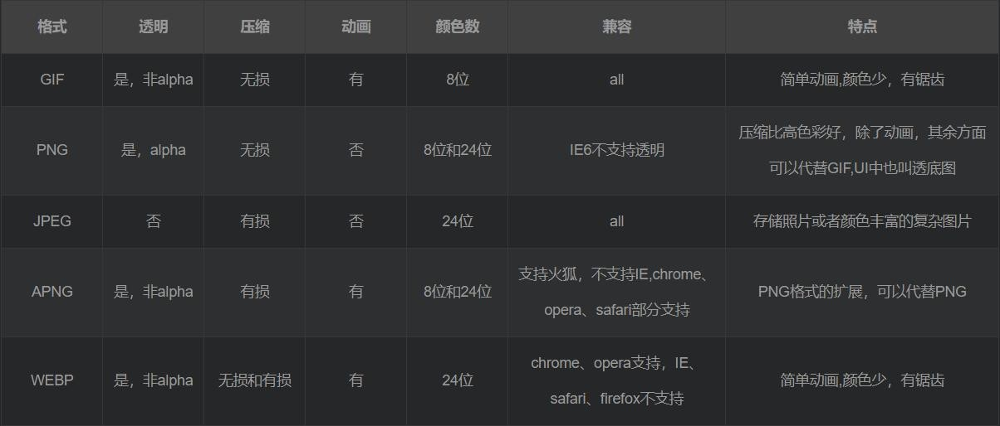 格式 透明 压缩 动画 颜色数 兼容 特点
GIF 是，非alpha 无损 有 8位 all 简单动画,颜色少，有锯齿
PNG 是，alpha 无损 否 8位和24位 IE6不支持透明 压缩比高色彩好，除了动画，其余方面
可以代替GIF,UI中也叫透底图
JPEG 否 有损 否 24位 all 存储照片或者颜色丰富的复杂图片
APNG 是，非alpha 有损 有 8位和24位 支持火狐，不支持IE,chrome、
opera、safari部分支持 PNG格式的扩展，可以代替PNG
WEBP 是，非alpha 无损和有损 有 24位 chrome、opera支持，IE、
safari、firefox不支持 简单动画,颜色少，有锯齿